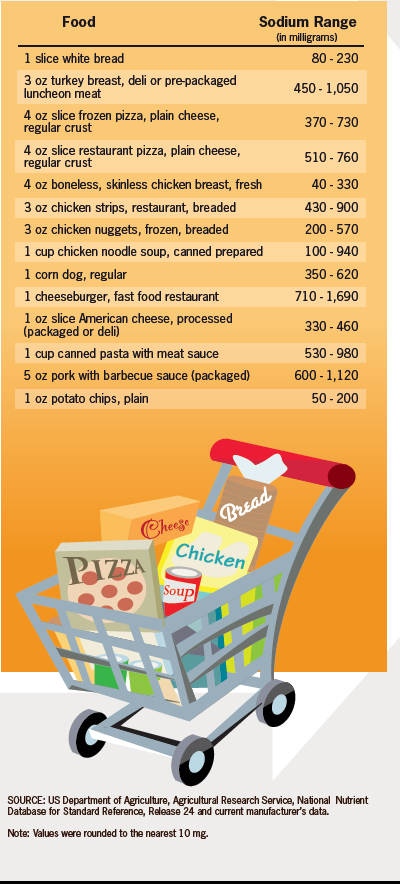 Food Sodium Range
(in milligrams)
1 slice white bread 80 - 230
3 oz turkey breast, deli or pre-packaged
luncheon meat 450 - 1,050
4 oz slice frozen pizza, plain cheese,
regular crust 370 - 730
4 oz slice restaurant pizza, plain cheese,
regular crust 510 - 760
4 oz boneless, skinless chicken breast, fresh 40 - 330
3 oz chicken strips, restaurant, breaded 430 - 900
3 oz chicken nuggets, frozen, breaded 200 - 570
1 cup chicken noodle soup, canned prepared 100 - 940
1 corn dog, regular 350 - 620
1 cheeseburger, fast food restaurant 710 - 1,690
1 oz slice American cheese, processed
(packaged or deli) 330 - 460
1 cup canned pasta with meat sauce 530 - 980
5 oz pork with barbecue sauce (packaged) 600 - 1,120
1 oz potato chips, plain 50 - 200
Bread
Cheese
Chicken
PIZZA
Soup
SOURCE: US Department of Agriculture, Agricultural Research Service, National Nutrient
Database for Standard Reference, Release 24 and current manufacturer's data.
Note: Values were rounded to the nearest 10 mg.